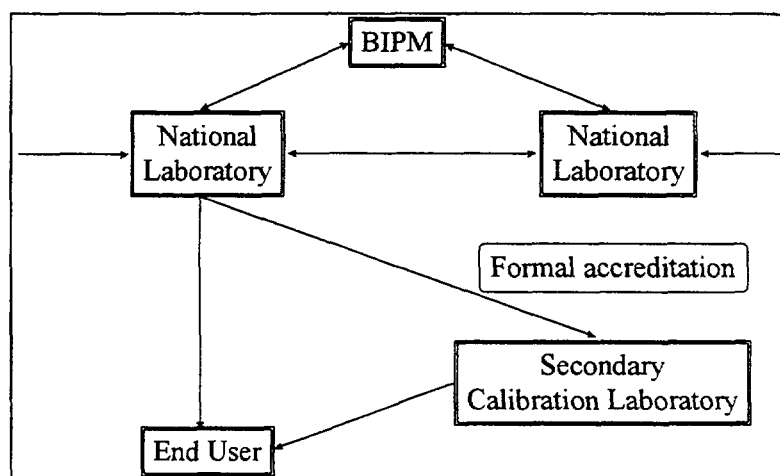 BIPM
National
Laboratory
National
Laboratory
Formal accreditation
Secondary
Calibration Laboratory
End User